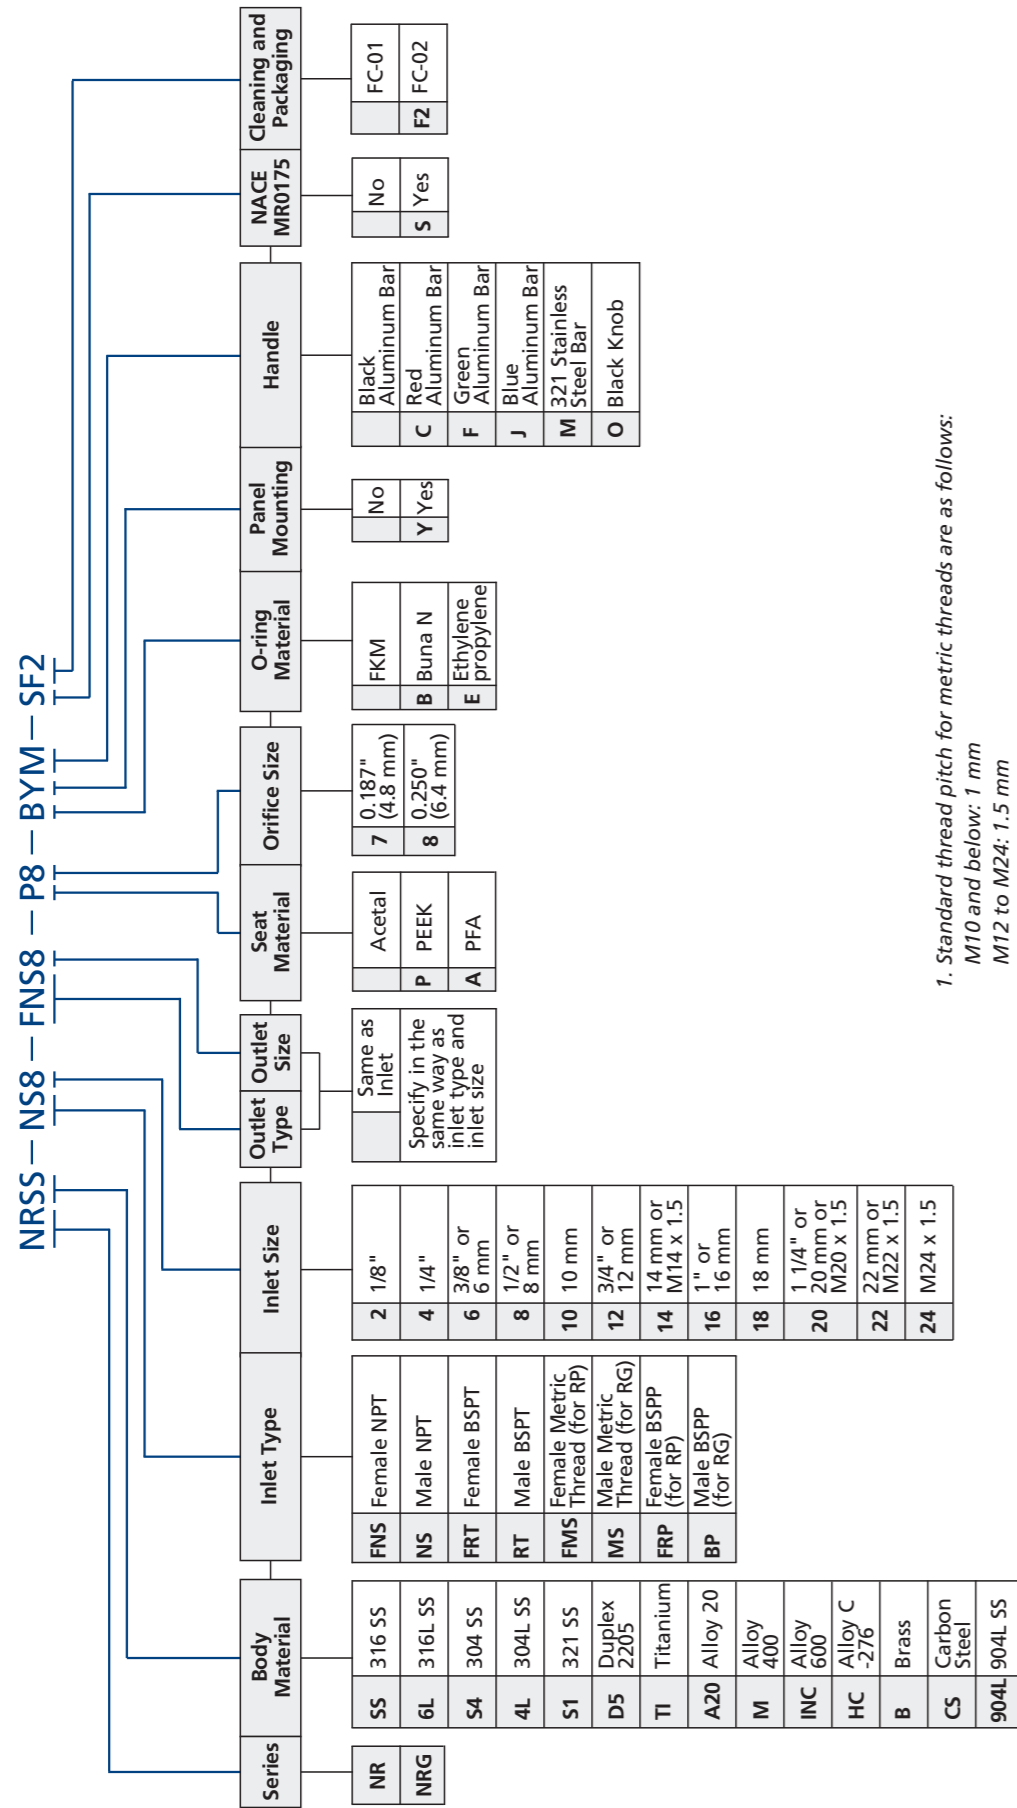 NRSS — NS8 — FNS8 — P8 — BYM — SF2
Series
NR
NRG
Body
Material
SS 316 SS
6L 316L SS
S4 304 SS
4L 304L SS
S1 321 SS
D5 Duplex
2205
TI Titanium
A20 Alloy 20
M Alloy
400
INC Alloy
600
HC Alloy C
-276
B Brass
CS Carbon
Steel
904L 904L SS
Inlet Type
FNS Female NPT
NS Male NPT
FRT Female BSPT
RT Male BSPT
FMS Female Metric
Thread (for RP)
MS Male Metric
Thread (for RG)
FRP Female BSPP
(for RP)
BP Male BSPP
(for RG)
Inlet Size
2 1/8"
4 1/4"
6 3/8" or
6 mm
8 1/2" or
8 mm
10 10 mm
12 3/4" or
12 mm
14 14 mm or
M14 x 1.5
16 1" or
16 mm
18 18 mm
20 1 1/4" or
20 mm or
M20 x 1.5
22 22 mm or
M22 x 1.5
24 M24 x 1.5
Outlet
Type
Outlet
Size
Same as
Inlet
Specify in the
same way as
inlet type and
inlet size
Seat
Material
Acetal
P PEEK
A PFA
Orifice Size
7 0.187"
(4.8 mm)
8 0.250"
(6.4 mm)
O-ring
Material
FKM
B Buna N
E Ethylene
propylene
Panel
Mounting
No
Y Yes
Handle
Black
Aluminum Bar
C Red
Aluminum Bar
F Green
Aluminum Bar
J Blue
Aluminum Bar
M 321 Stainless
Steel Bar
O Black Knob
NACE
MR0175
No
S Yes
Cleaning and
Packaging
FC-01
F2 FC-02
1. Standard thread pitch for metric threads are as follows:
M10 and below: 1 mm
M12 to M24: 1.5 mm